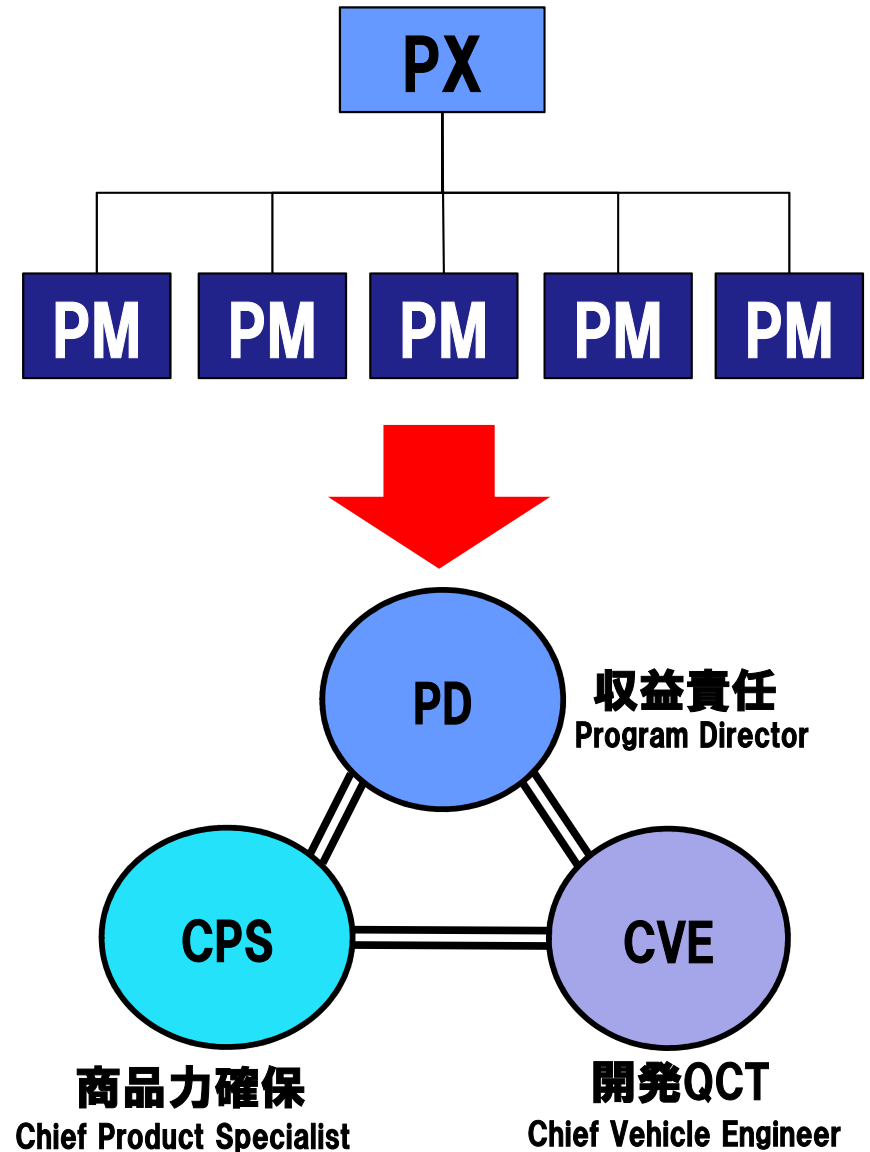 PX
PM PM PM PM PM
PD
収益責任
Program Director
CPS
CVE
商品力確保
Chief Product Specialist
開発QCT
Chief Vehicle Engineer